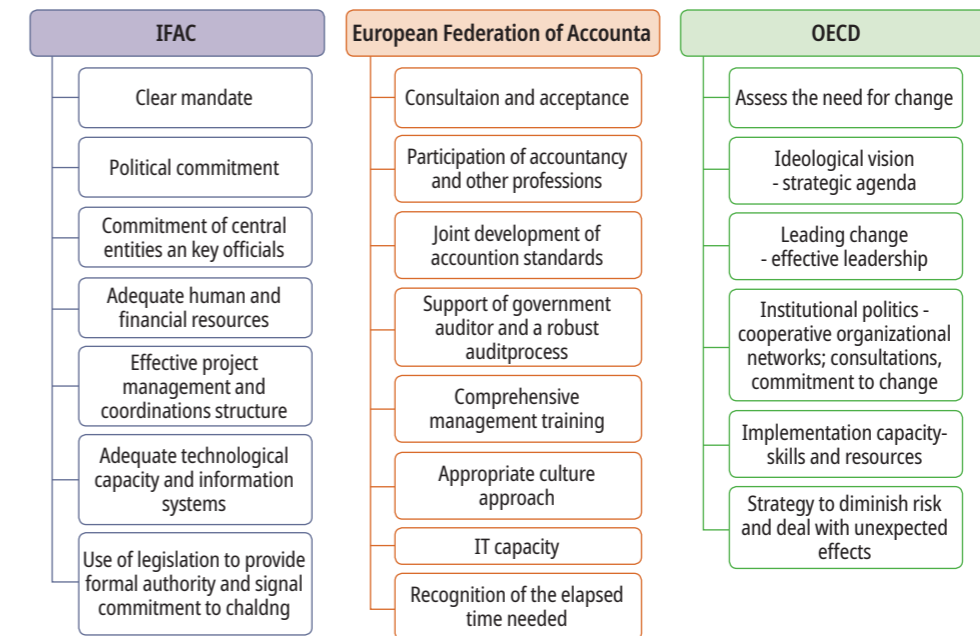 IFAC
Clear mandate
Political commitment
Commitment of central
entities an key officials
Adequate human and
financial resources
Effective project
management and
coordinations structure
Adequate technological
capacity and information
systems
Use of legislation to provide
formal authority and signal
commitment to chaldng
European Federation of Accounta
Consultaion and acceptance
Participation of accountancy
and other professions
Joint development of
accountion standards
Support of government
auditor and a robust
auditprocess
Comprehensive
management training
Appropriate culture
approach
IT capacity
Recognition of the elapsed
time needed
OECD
Assess the need for change
Ideological vision
- strategic agenda
Leading change
- effective leadership
Institutional politics -
cooperative organizational
networks; consultations,
commitment to change
Implementation capacity-
skills and resources
Strategy to diminish risk
and deal with unexpected
effects